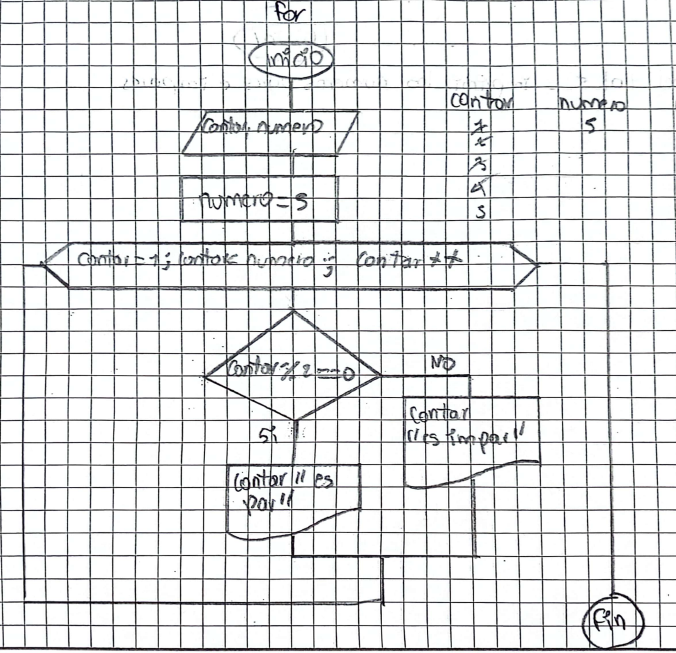 for
inicio
contar, numero
contar numero
1 5
2
3
4
5
numero = 5
contar = 1; contar< numero ; contar ++
contar % 2 == 0
NO
si
contar
"es impar"
contar "es
par"
Fin